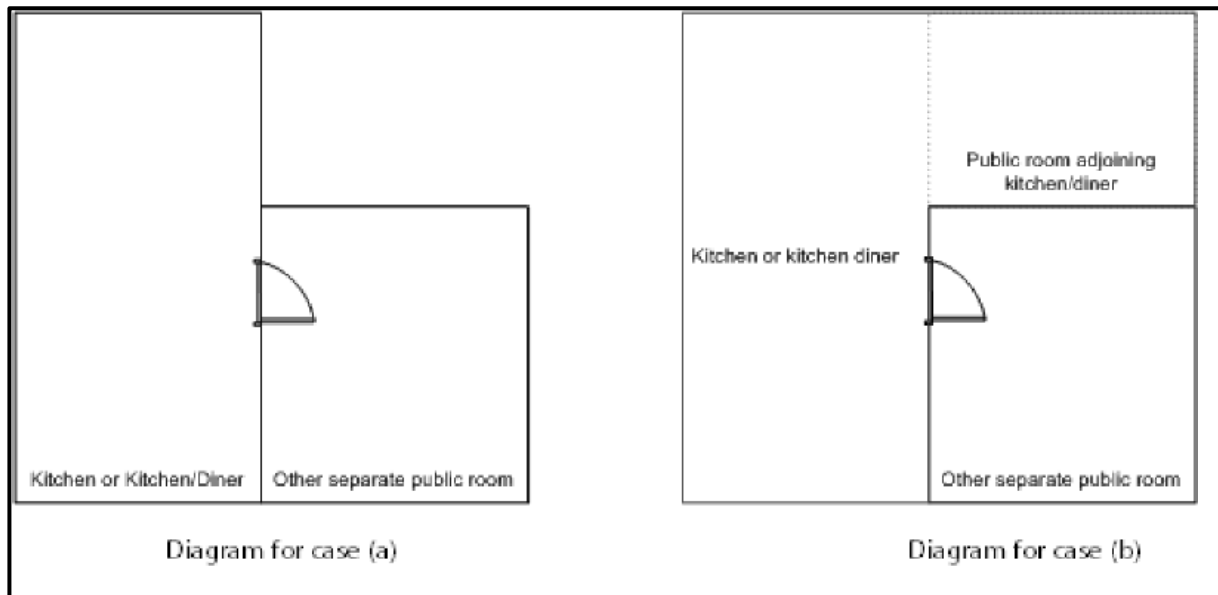 Kitchen or Kitchen/Diner
Other separate public room
Diagram for case (a)
Public room adjoining
kitchen/diner
Kitchen or kitchen diner
Other separate public room
Diagram for case (b)